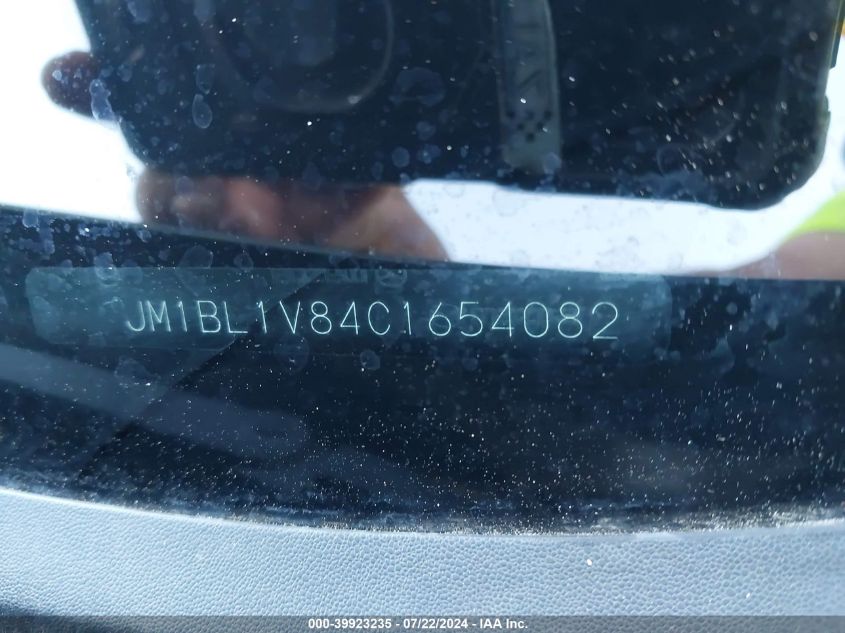 JM1BL1V84C1654082
000-39923235 - 07/22/2024 - IAA Inc.